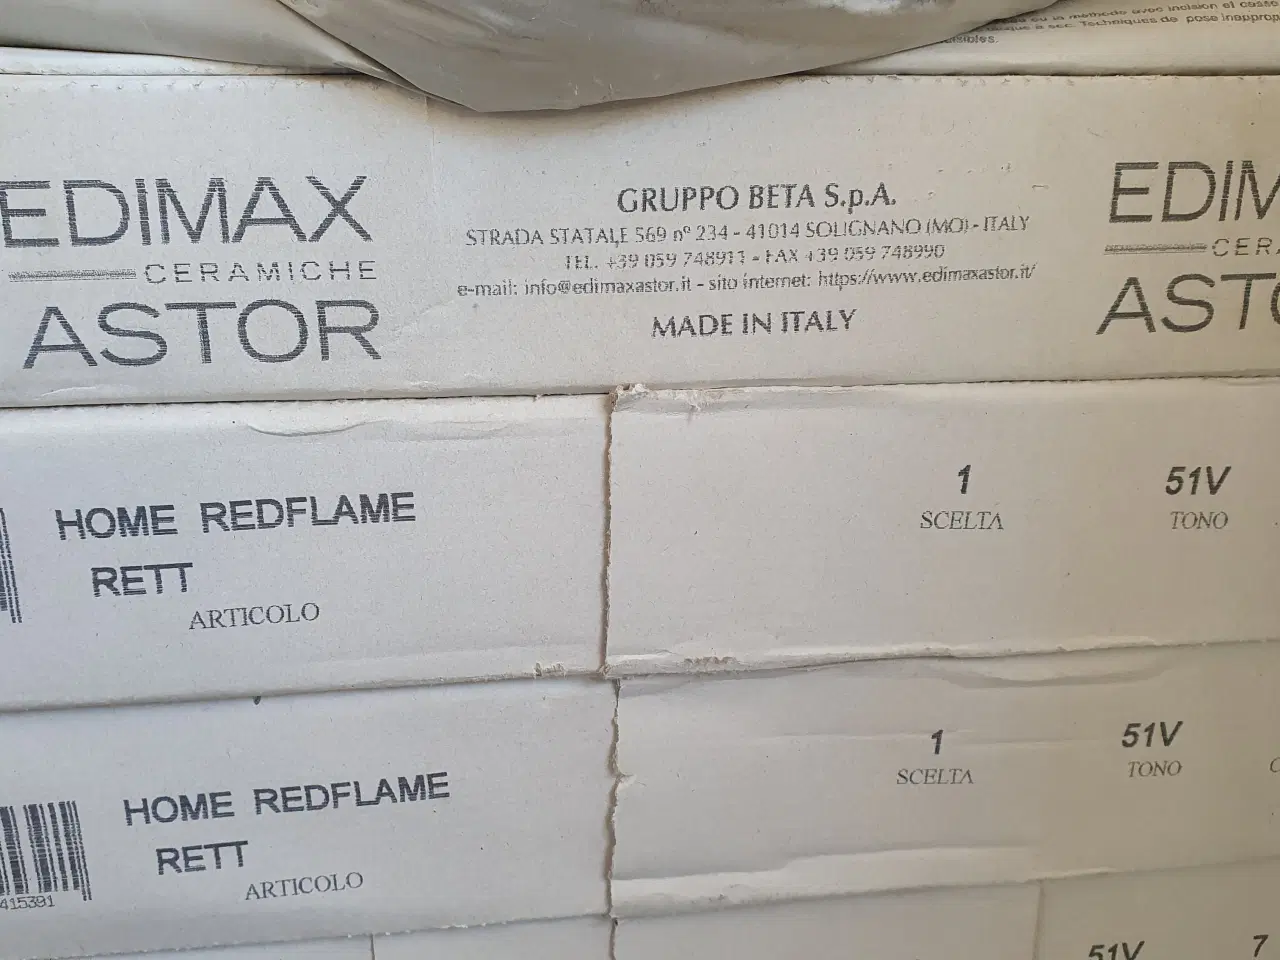 EDIMAX
CERAMICHE
ASTOR
GRUPPO BETA S.p.A.
STRADA STATALE 569 n° 234 - 41014 SOLIGNANO (MO) - ITALY
TEL. +39 059 748911 - FAX +39 059 748990
e-mail: info@edimaxastor.it - sito internet: https://www.edimaxastor.it/
MADE IN ITALY
EDIM
CERA
ASTO
HOME REDFLAME
RETT
ARTICOLO
1
SCELTA
51V
TONO
HOME REDFLAME
RETT
ARTICOLO
415391
1
SCELTA
51V
TONO
51V
7